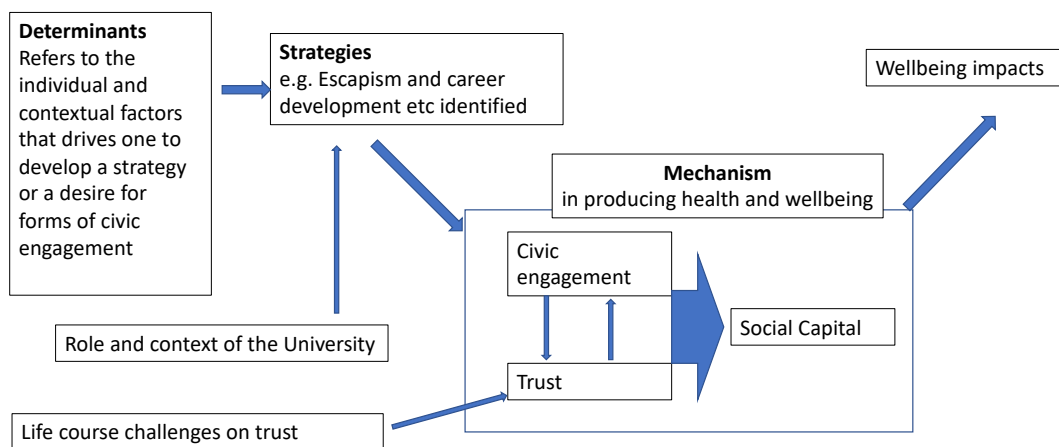 Determinants
Refers to the
individual and
contextual factors
that drives one to
develop a strategy
or a desire for
forms of civic
engagement
Strategies
e.g. Escapism and career
development etc identified
Wellbeing impacts
Mechanism
in producing health and wellbeing
Civic
engagement
Social Capital
Role and context of the University
Trust
Life course challenges on trust